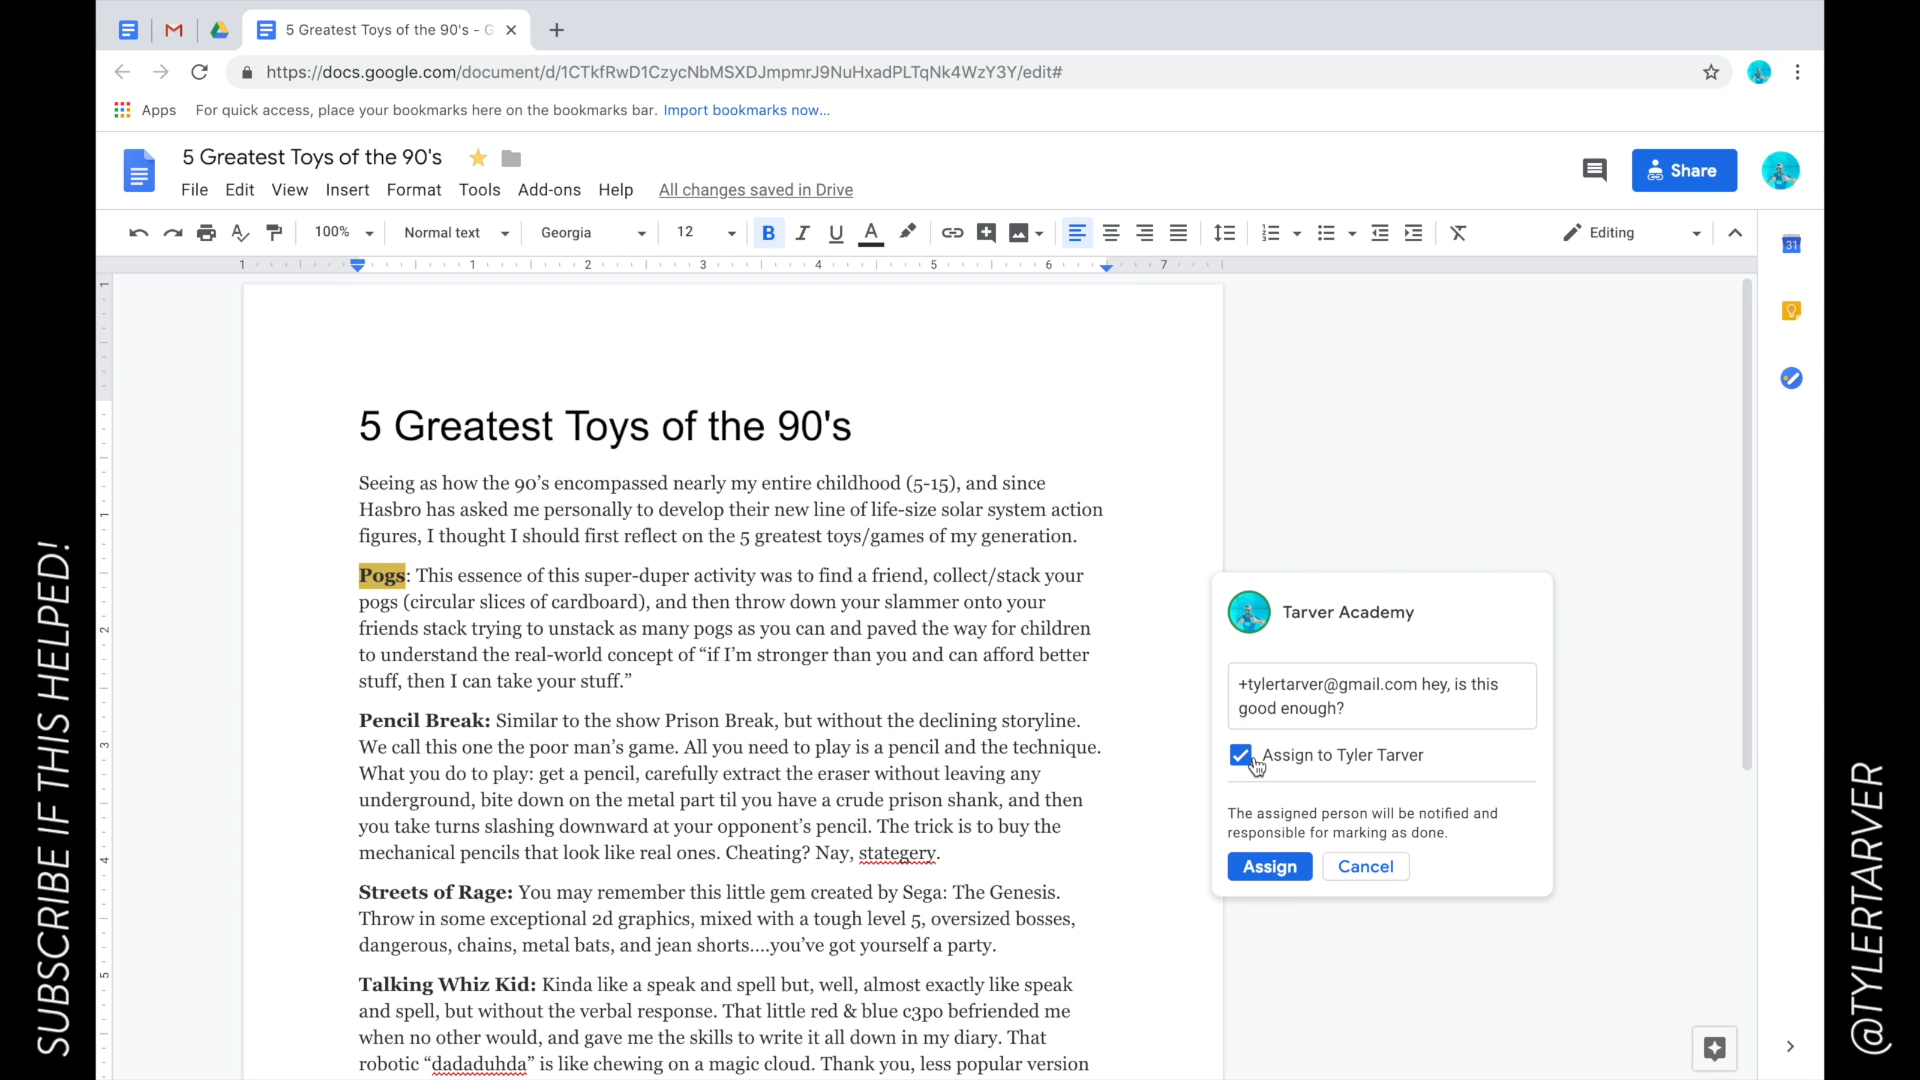 5 Greatest Toys of the 90's - G
https://docs.google.com/document/d/1CTkfRwD1CzycNbMSXDJmpmrJ9NuHxadPLTqNk4WzY3Y/edit#
Apps For quick access, place your bookmarks here on the bookmarks bar. Import bookmarks now...
5 Greatest Toys of the 90's
Share
File Edit View Insert Format Tools Add-ons Help All changes saved in Drive
100% Normal text Georgia 12 B I U A Editing
31
1 1 2 3 4 5 6 7
1
1
2
3
4
5
5 Greatest Toys of the 90's
Seeing as how the 90’s encompassed nearly my entire childhood (5-15), and since
Hasbro has asked me personally to develop their new line of life-size solar system action
figures, I thought I should first reflect on the 5 greatest toys/games of my generation.
Pogs: This essence of this super-duper activity was to find a friend, collect/stack your
pogs (circular slices of cardboard), and then throw down your slammer onto your
friends stack trying to unstack as many pogs as you can and paved the way for children
to understand the real-world concept of “if I’m stronger than you and can afford better
stuff, then I can take your stuff.”
Pencil Break: Similar to the show Prison Break, but without the declining storyline.
We call this one the poor man’s game. All you need to play is a pencil and the technique.
What you do to play: get a pencil, carefully extract the eraser without leaving any
underground, bite down on the metal part til you have a crude prison shank, and then
you take turns slashing downward at your opponent’s pencil. The trick is to buy the
mechanical pencils that look like real ones. Cheating? Nay, stategery.
Streets of Rage: You may remember this little gem created by Sega: The Genesis.
Throw in some exceptional 2d graphics, mixed with a tough level 5, oversized bosses,
dangerous, chains, metal bats, and jean shorts....you’ve got yourself a party.
Talking Whiz Kid: Kinda like a speak and spell but, well, almost exactly like speak
and spell, but without the verbal response. That little red & blue c3po befriended me
when no other would, and gave me the skills to write it all down in my diary. That
robotic “dadaduhda” is like chewing on a magic cloud. Thank you, less popular version
Tarver Academy
+tylertarver@gmail.com hey, is this
good enough?
Assign to Tyler Tarver
The assigned person will be notified and
responsible for marking as done.
Assign Cancel
SUBSCRIBE IF THIS HELPED!
@TYLERTARVER